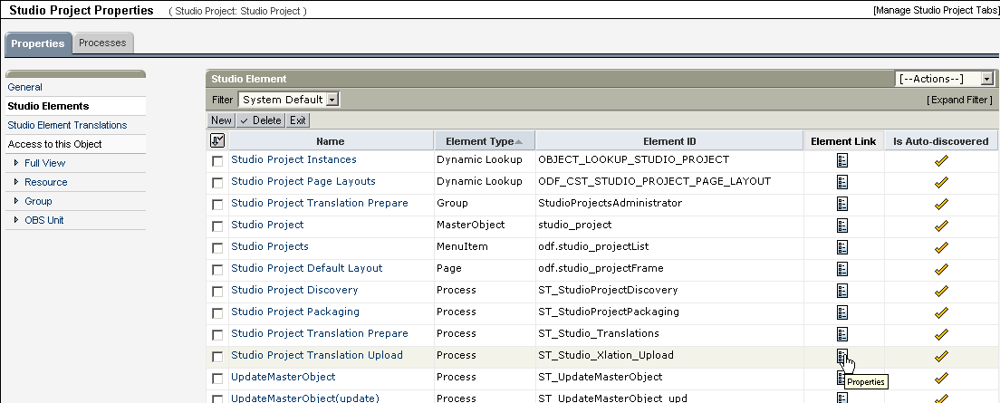 Studio Project Properties ( Studio Project: Studio Project ) [Manage Studio Project Tabs]
Properties Processes
General
Studio Elements
Studio Element Translations
Access to this Object
Full View
Resource
Group
OBS Unit
Studio Element [--Actions--]
Filter System Default [ Expand Filter ]
New Delete Exit
Name Element Type Element ID Element Link Is Auto-discovered
Studio Project Instances Dynamic Lookup OBJECT_LOOKUP_STUDIO_PROJECT
Studio Project Page Layouts Dynamic Lookup ODF_CST_STUDIO_PROJECT_PAGE_LAYOUT
Studio Project Translation Prepare Group StudioProjectsAdministrator
Studio Project MasterObject studio_project
Studio Projects MenuItem odf.studio_projectList
Studio Project Default Layout Page odf.studio_projectFrame
Studio Project Discovery Process ST_StudioProjectDiscovery
Studio Project Packaging Process ST_StudioProjectPackaging
Studio Project Translation Prepare Process ST_Studio_Translations
Studio Project Translation Upload Process ST_Studio_Xlation_Upload
UpdateMasterObject Process ST_UpdateMasterObject
Properties
UpdateMasterObject(update) Process ST_UpdateMasterObject_upd